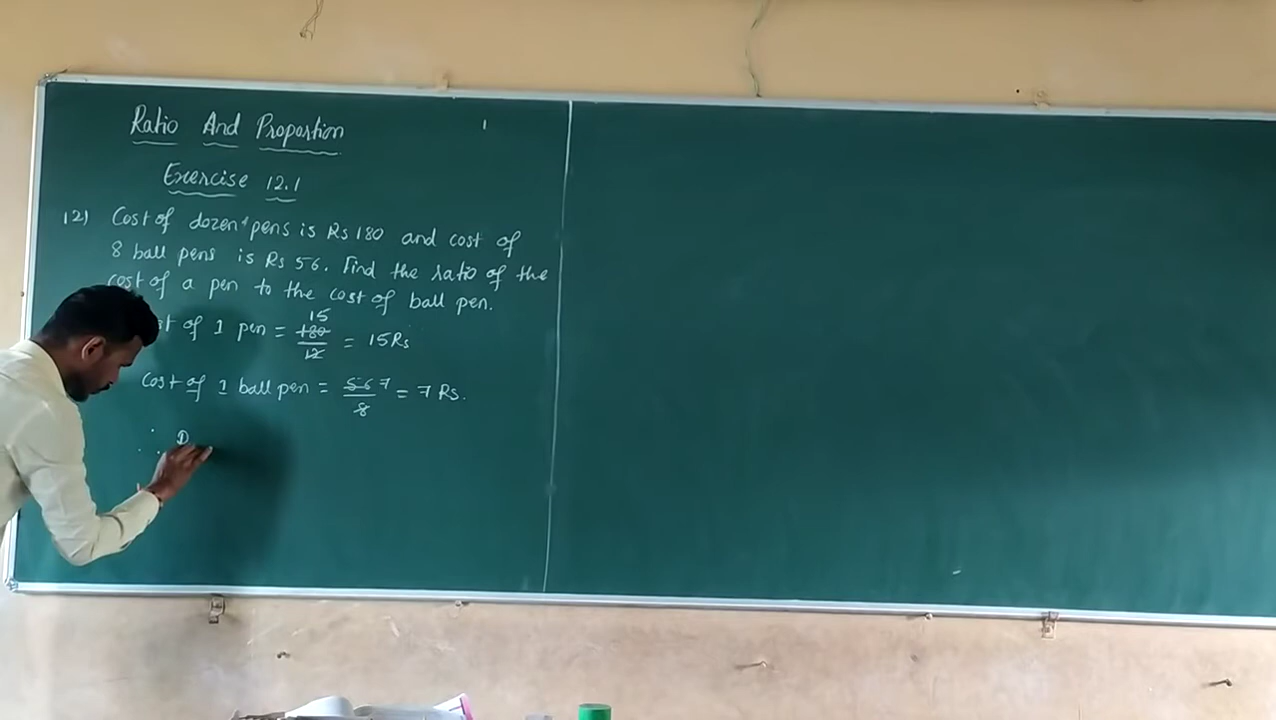 Ratio And Proportion
Exercise 12.1
12) Cost of dozen pens is Rs 180 and cost of
8 ball pens is Rs 56. Find the ratio of the
cost of a pen to the cost of ball pen.
15
of 1 pen = 180/12 = 15 Rs
Cost of 1 ball pen = 56/8 7 = 7 Rs.
∴